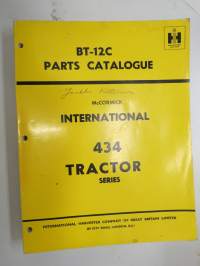 BT-12C
PARTS CATALOGUE
McCORMICK
INTERNATIONAL
434
TRACTOR
SERIES
INTERNATIONAL HARVESTER COMPANY OF GREAT BRITAIN LIMITED